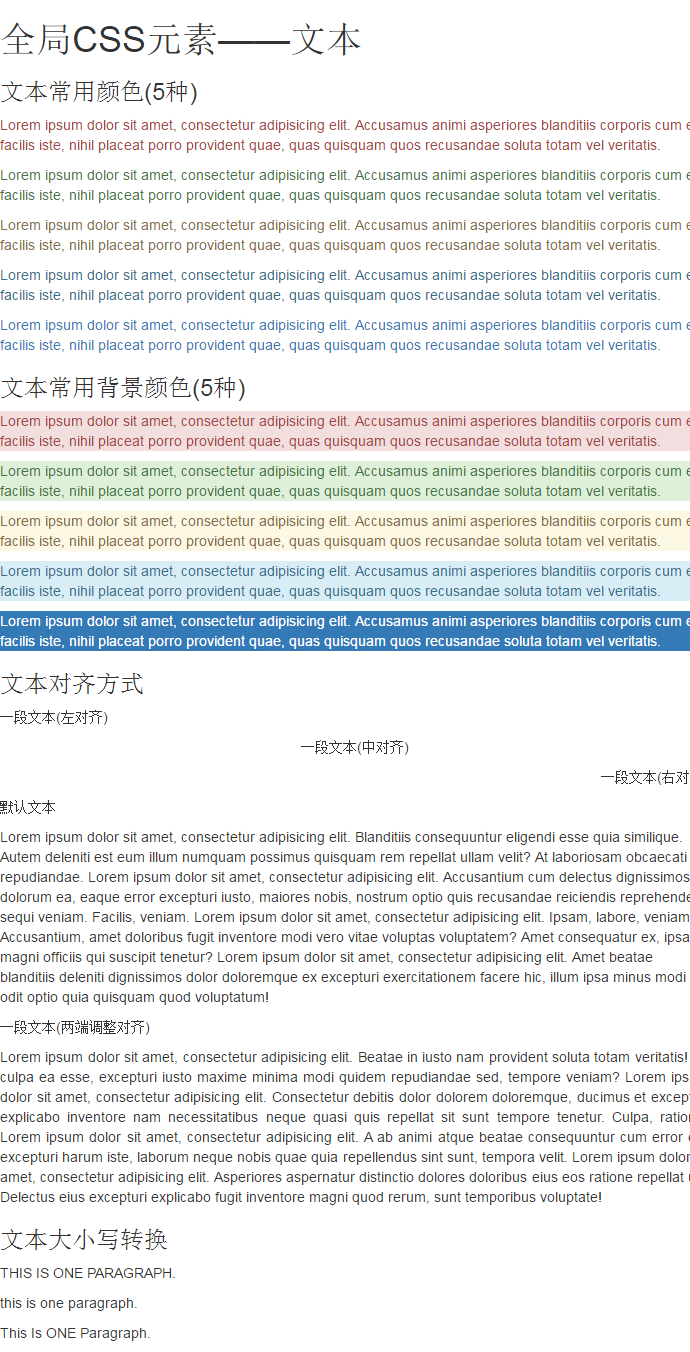 全局CSS元素——文本
文本常用颜色(5种)
Lorem ipsum dolor sit amet, consectetur adipisicing elit. Accusamus animi asperiores blanditiis corporis cum
facilis iste, nihil placeat porro provident quae, quas quisquam quos recusandae soluta totam vel veritatis.
Lorem ipsum dolor sit amet, consectetur adipisicing elit. Accusamus animi asperiores blanditiis corporis cum
facilis iste, nihil placeat porro provident quae, quas quisquam quos recusandae soluta totam vel veritatis.
Lorem ipsum dolor sit amet, consectetur adipisicing elit. Accusamus animi asperiores blanditiis corporis cum
facilis iste, nihil placeat porro provident quae, quas quisquam quos recusandae soluta totam vel veritatis.
Lorem ipsum dolor sit amet, consectetur adipisicing elit. Accusamus animi asperiores blanditiis corporis cum
facilis iste, nihil placeat porro provident quae, quas quisquam quos recusandae soluta totam vel veritatis.
Lorem ipsum dolor sit amet, consectetur adipisicing elit. Accusamus animi asperiores blanditiis corporis cum
facilis iste, nihil placeat porro provident quae, quas quisquam quos recusandae soluta totam vel veritatis.
文本常用背景颜色(5种)
Lorem ipsum dolor sit amet, consectetur adipisicing elit. Accusamus animi asperiores blanditiis corporis cum
facilis iste, nihil placeat porro provident quae, quas quisquam quos recusandae soluta totam vel veritatis.
Lorem ipsum dolor sit amet, consectetur adipisicing elit. Accusamus animi asperiores blanditiis corporis cum
facilis iste, nihil placeat porro provident quae, quas quisquam quos recusandae soluta totam vel veritatis.
Lorem ipsum dolor sit amet, consectetur adipisicing elit. Accusamus animi asperiores blanditiis corporis cum
facilis iste, nihil placeat porro provident quae, quas quisquam quos recusandae soluta totam vel veritatis.
Lorem ipsum dolor sit amet, consectetur adipisicing elit. Accusamus animi asperiores blanditiis corporis cum
facilis iste, nihil placeat porro provident quae, quas quisquam quos recusandae soluta totam vel veritatis.
Lorem ipsum dolor sit amet, consectetur adipisicing elit. Accusamus animi asperiores blanditiis corporis cum
facilis iste, nihil placeat porro provident quae, quas quisquam quos recusandae soluta totam vel veritatis.
文本对齐方式
一段文本(左对齐)
一段文本(中对齐)
一段文本(右对
默认文本
Lorem ipsum dolor sit amet, consectetur adipisicing elit. Blanditiis consequuntur eligendi esse quia similique.
Autem deleniti est eum illum numquam possimus quisquam rem repellat ullam velit? At laboriosam obcaecati
repudiandae. Lorem ipsum dolor sit amet, consectetur adipisicing elit. Accusantium cum delectus dignissimos
dolorum ea, eaque error excepturi iusto, maiores nobis, nostrum optio quis recusandae reiciendis reprehende
sequi veniam. Facilis, veniam. Lorem ipsum dolor sit amet, consectetur adipisicing elit. Ipsam, labore, veniam
Accusantium, amet doloribus fugit inventore modi vero vitae voluptas voluptatem? Amet consequatur ex, ipsa
magni officiis qui suscipit tenetur? Lorem ipsum dolor sit amet, consectetur adipisicing elit. Amet beatae
blanditiis deleniti dignissimos dolor doloremque ex excepturi exercitationem facere hic, illum ipsa minus modi
odit optio quia quisquam quod voluptatum!
一段文本(两端调整对齐)
Lorem ipsum dolor sit amet, consectetur adipisicing elit. Beatae in iusto nam provident soluta totam veritatis!
culpa ea esse, excepturi iusto maxime minima modi quidem repudiandae sed, tempore veniam? Lorem ips
dolor sit amet, consectetur adipisicing elit. Consectetur debitis dolor dolorem doloremque, ducimus et except
explicabo inventore nam necessitatibus neque quasi quis repellat sit sunt tempore tenetur. Culpa, ration
Lorem ipsum dolor sit amet, consectetur adipisicing elit. A ab animi atque beatae consequuntur cum error
excepturi harum iste, laborum neque nobis quae quia repellendus sint sunt, tempora velit. Lorem ipsum dolor
amet, consectetur adipisicing elit. Asperiores aspernatur distinctio dolores doloribus eius eos ratione repellat
Delectus eius excepturi explicabo fugit inventore magni quod rerum, sunt temporibus voluptate!
文本大小写转换
THIS IS ONE PARAGRAPH.
this is one paragraph.
This Is ONE Paragraph.